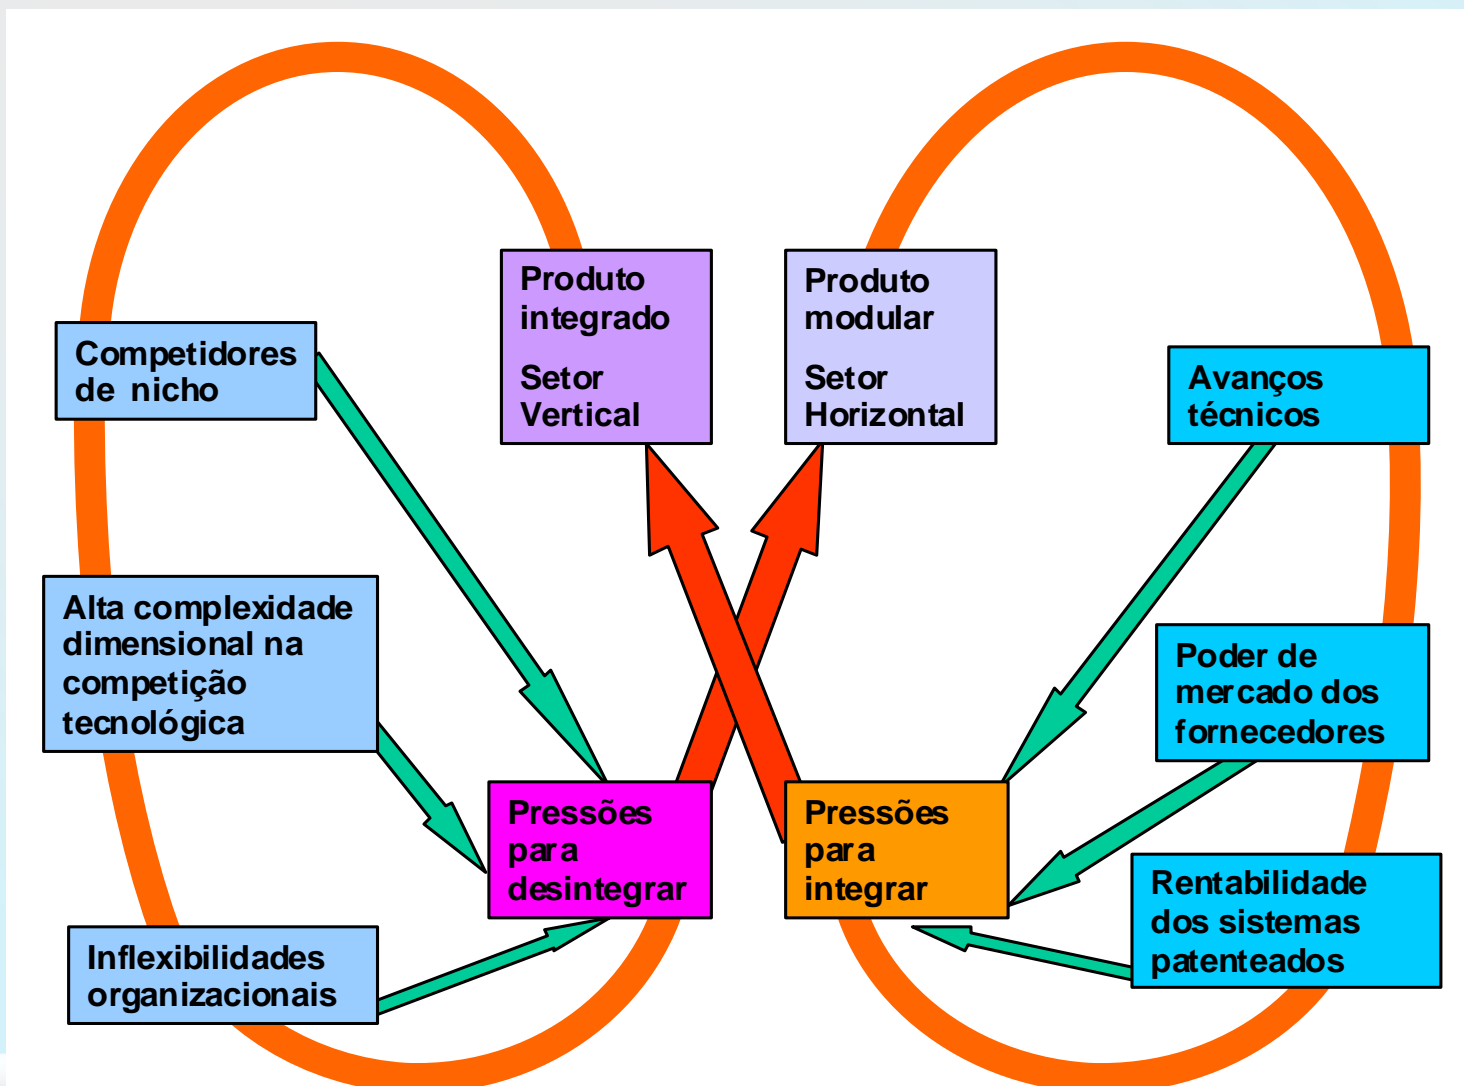 Produto
integrado
Setor
Vertical
Produto
modular
Setor
Horizontal
Competidores
de nicho
Avanços
técnicos
Alta complexidade
dimensional na
competição
tecnológica
Poder de
mercado dos
fornecedores
Pressões
para
desintegrar
Pressões
para
integrar
Rentabilidade
dos sistemas
patenteados
Inflexibilidades
organizacionais